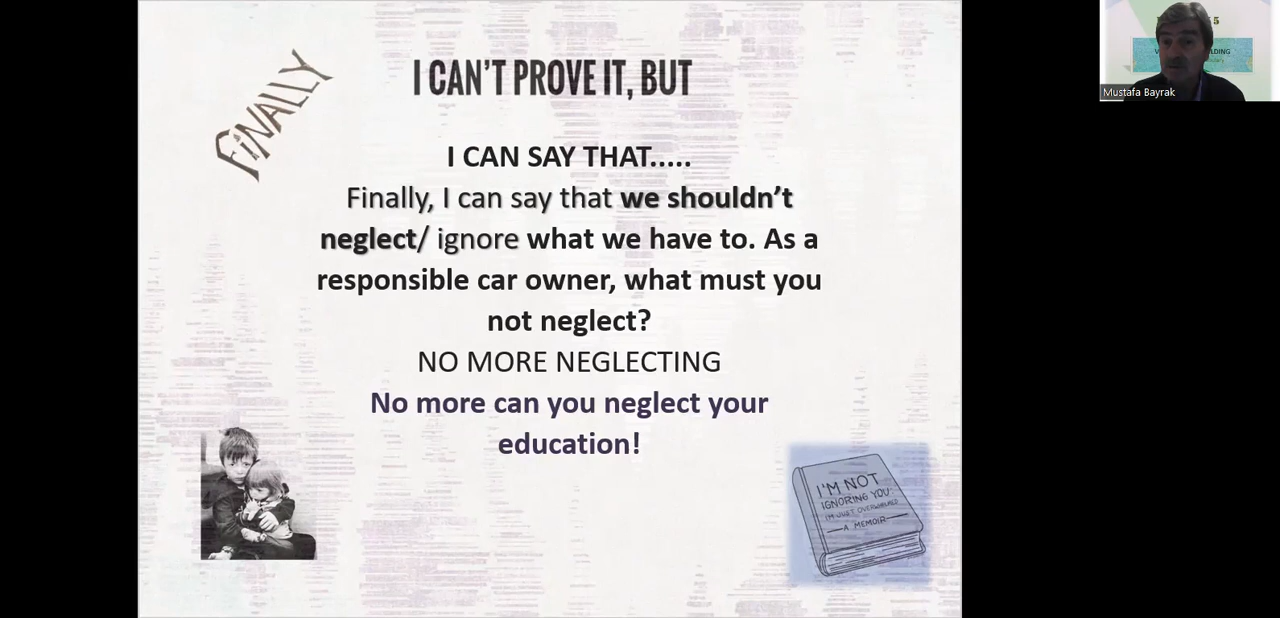 FINALLY
I CAN'T PROVE IT, BUT
I CAN SAY THAT.....
Finally, I can say that we shouldn't
neglect/ ignore what we have to. As a
responsible car owner, what must you
not neglect?
NO MORE NEGLECTING
No more can you neglect your
education!
I'M NOT
IGNORING YOU
I'M JUST OVERWHELMED
A MEMOIR
5
LDING
Mustafa Bayrak